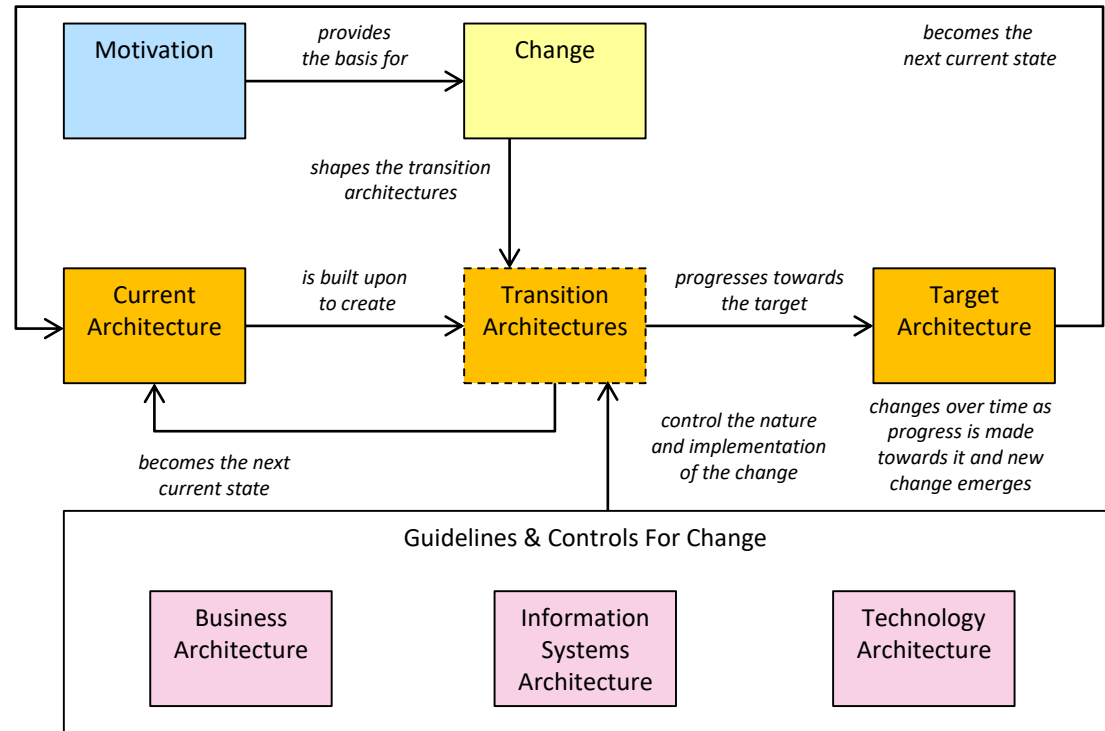 Motivation
provides
the basis for
Change
becomes the
next current state
shapes the transition
architectures
Current
Architecture
is built upon
to create
Transition
Architectures
progresses towards
the target
Target
Architecture
becomes the next
current state
control the nature
and implementation
of the change
changes over time as
progress is made
towards it and new
change emerges
Guidelines & Controls For Change
Business
Architecture
Information
Systems
Architecture
Technology
Architecture